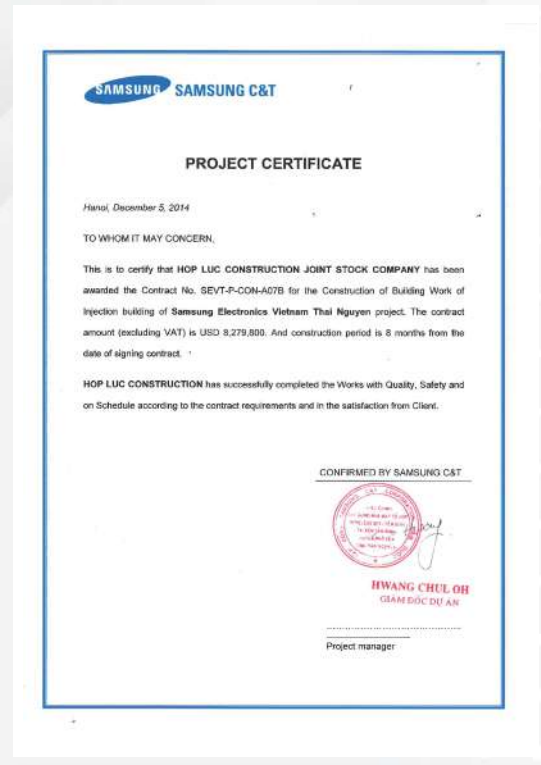 SAMSUNG SAMSUNG C&T
PROJECT CERTIFICATE
Hanoi, December 5, 2014
TO WHOM IT MAY CONCERN,
This is to certify that HOP LUC CONSTRUCTION JOINT STOCK COMPANY has been
awarded the Contract No. SEVT-P-CON-A07B for the Construction of Building Work of
Injection building of Samsung Electronics Vietnam Thai Nguyen project. The contract
amount (excluding VAT) is USD 8,279,800. And construction period is 8 months from the
date of signing contract.
HOP LUC CONSTRUCTION has successfully completed the Works with Quality, Safety and
on Schedule according to the contract requirements and in the satisfaction from Client.
CONFIRMED BY SAMSUNG C&T
HWANG CHUL OH
GIÁM ĐỐC DỰ ÁN
Project manager